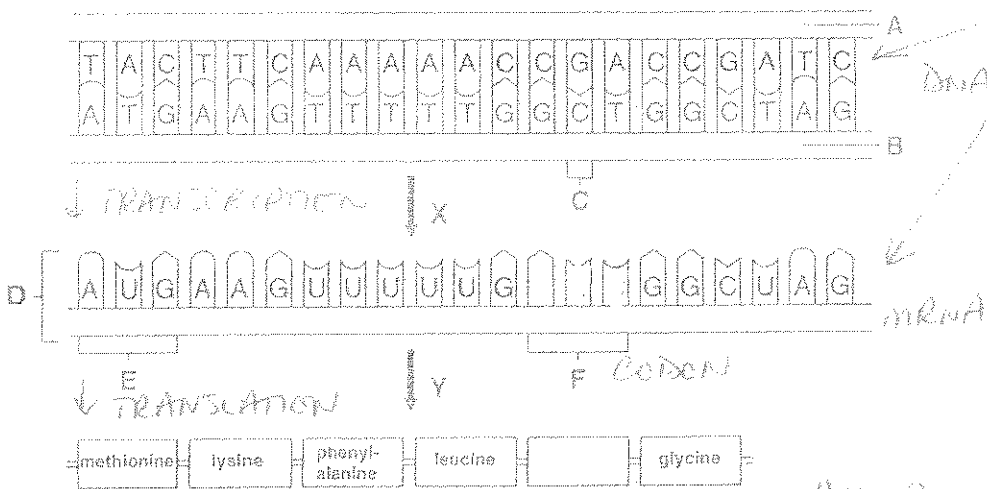 A
T A C T T C A A A A A C C G A C C G A T C
DNA
A T G A A G T T T T T G G C T G G C T A G
B
C
↓ TRANSCRIPTION X
D A U G A A G U U U U U G G G C U A G
mRNA
E F CODON
↓ TRANSLATION Y
methionine lysine phenyl-alanine leucine glycine